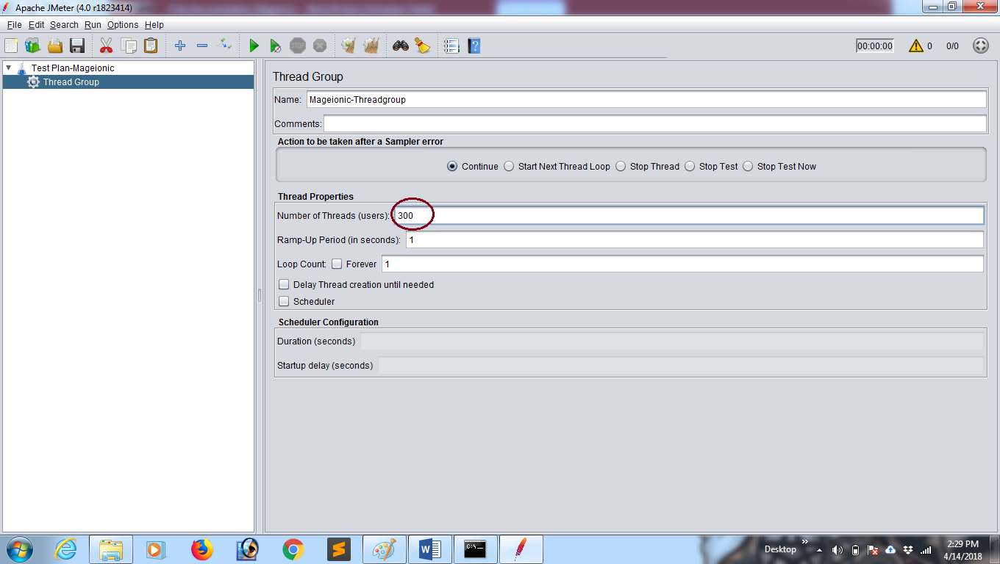 Apache JMeter (4.0 r1823414)
File Edit Search Run Options Help
STOP 00:00:00 0 0/0
Test Plan-Mageionic
Thread Group
Thread Group
Name: Mageionic-Threadgroup
Comments:
Action to be taken after a Sampler error
Continue Start Next Thread Loop Stop Thread Stop Test Stop Test Now
Thread Properties
Number of Threads (users): 300
Ramp-Up Period (in seconds): 1
Loop Count: Forever 1
Delay Thread creation until needed
Scheduler
Scheduler Configuration
Duration (seconds)
Startup delay (seconds)
Desktop
2:29 PM
4/14/2018